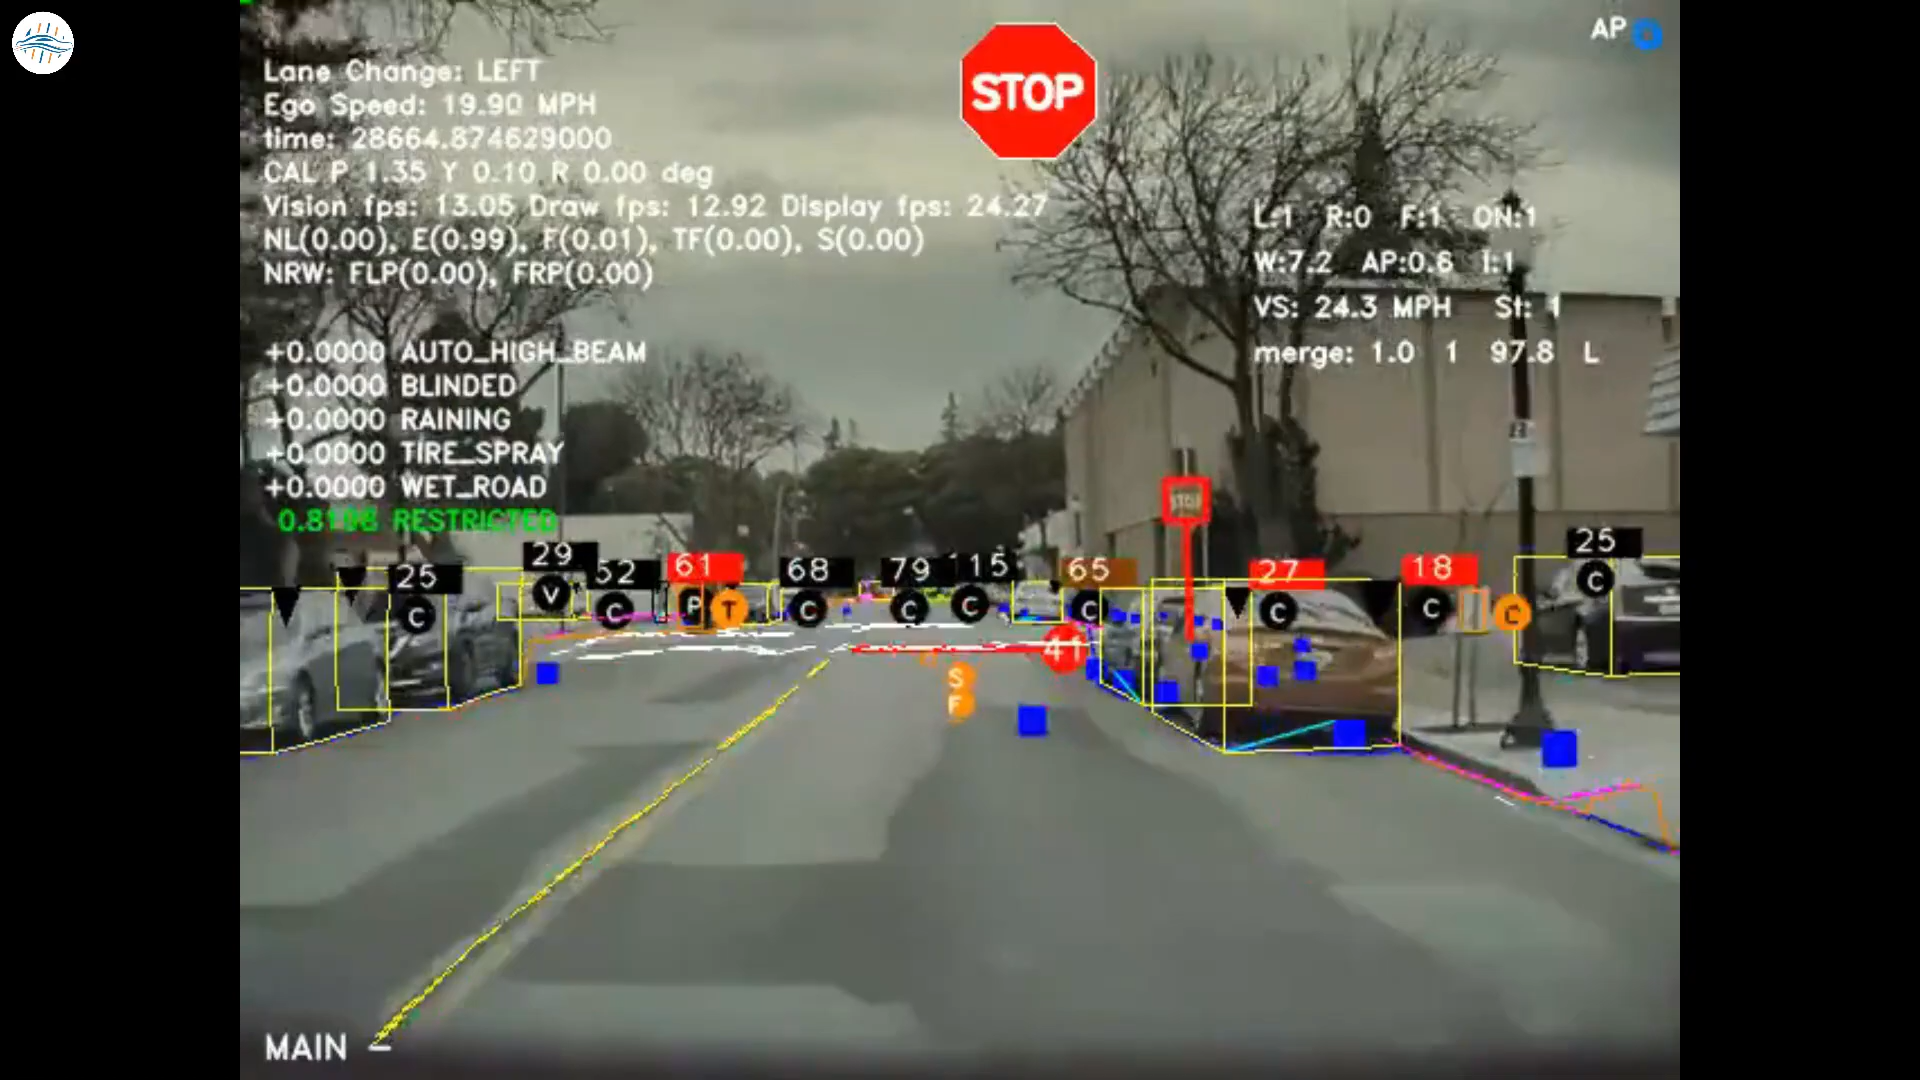 STOP
AP
Lane Change: LEFT
Ego Speed: 19.90 MPH
time: 28664.874629000
CAL P 1.35 Y 0.10 R 0.00 deg
Vision fps: 13.05 Draw fps: 12.92 Display fps: 24.27
NL(0.00), E(0.99), F(0.01), TF(0.00), S(0.00)
NRW: FLP(0.00), FRP(0.00)
L:1 R:0 F:1 ON:1
W:7.2 AP:0.6 I:1
VS: 24.3 MPH St: 1
merge: 1.0 1 97.8 L
+0.0000 AUTO_HIGH_BEAM
+0.0000 BLINDED
+0.0000 RAINING
+0.0000 TIRE_SPRAY
+0.0000 WET_ROAD
0.8196 RESTRICTED
STOP
25 29 52 61 68 79 115 65 27 18 25
C V C P T C C C C C C C C
41
S
F
MAIN